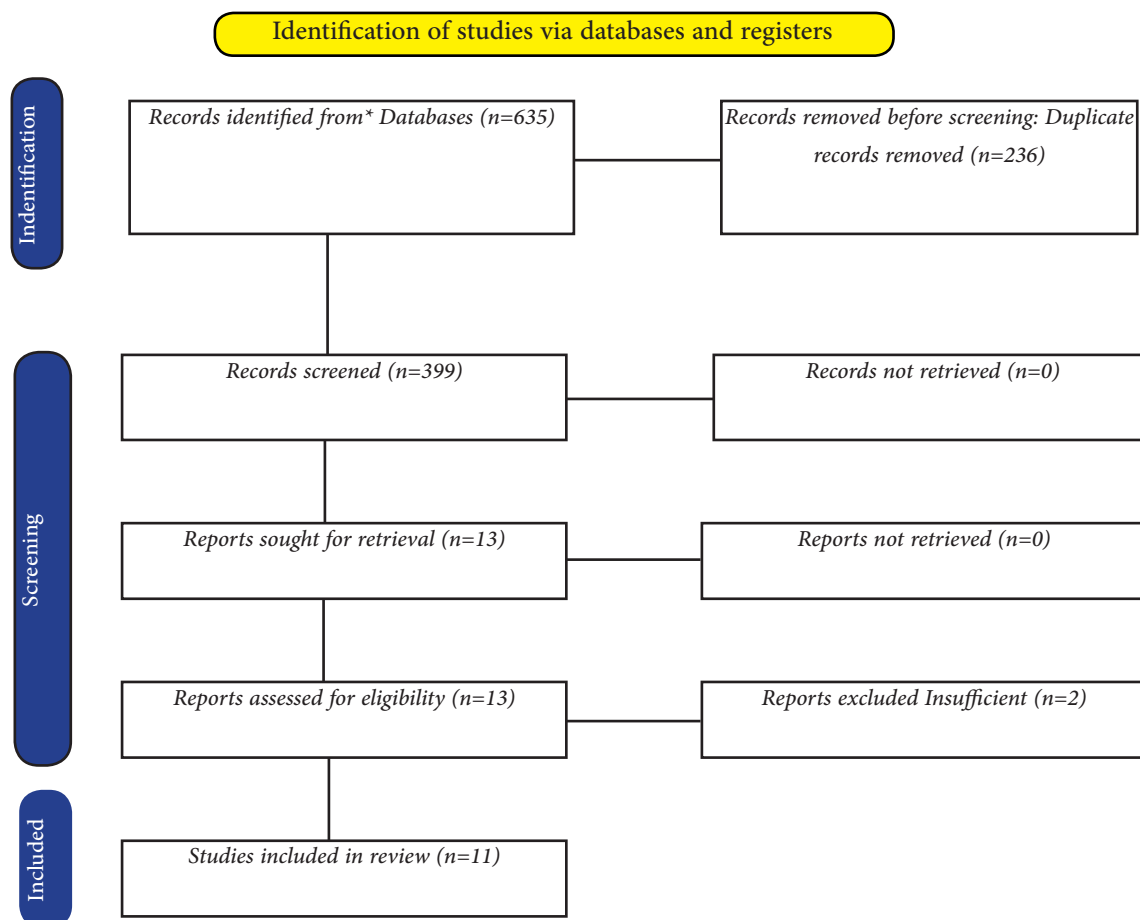 Identification of studies via databases and registers
Indentification
Records identified from* Databases (n=635)
Records removed before screening: Duplicate
records removed (n=236)
Screening
Records screened (n=399)
Records not retrieved (n=0)
Reports sought for retrieval (n=13)
Reports not retrieved (n=0)
Reports assessed for eligibility (n=13)
Reports excluded Insufficient (n=2)
Included
Studies included in review (n=11)